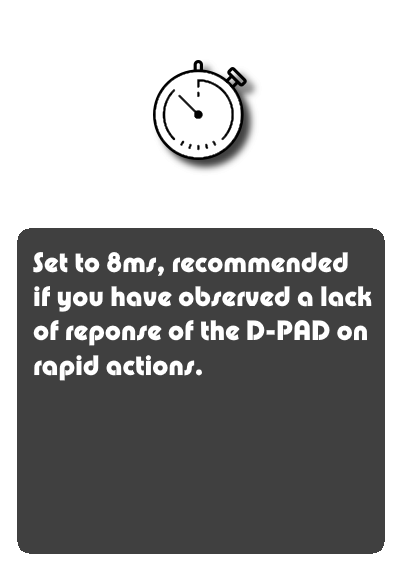 Set to 8ms, recommended
if you have observed a lack
of reponse of the D-PAD on
rapid actions.